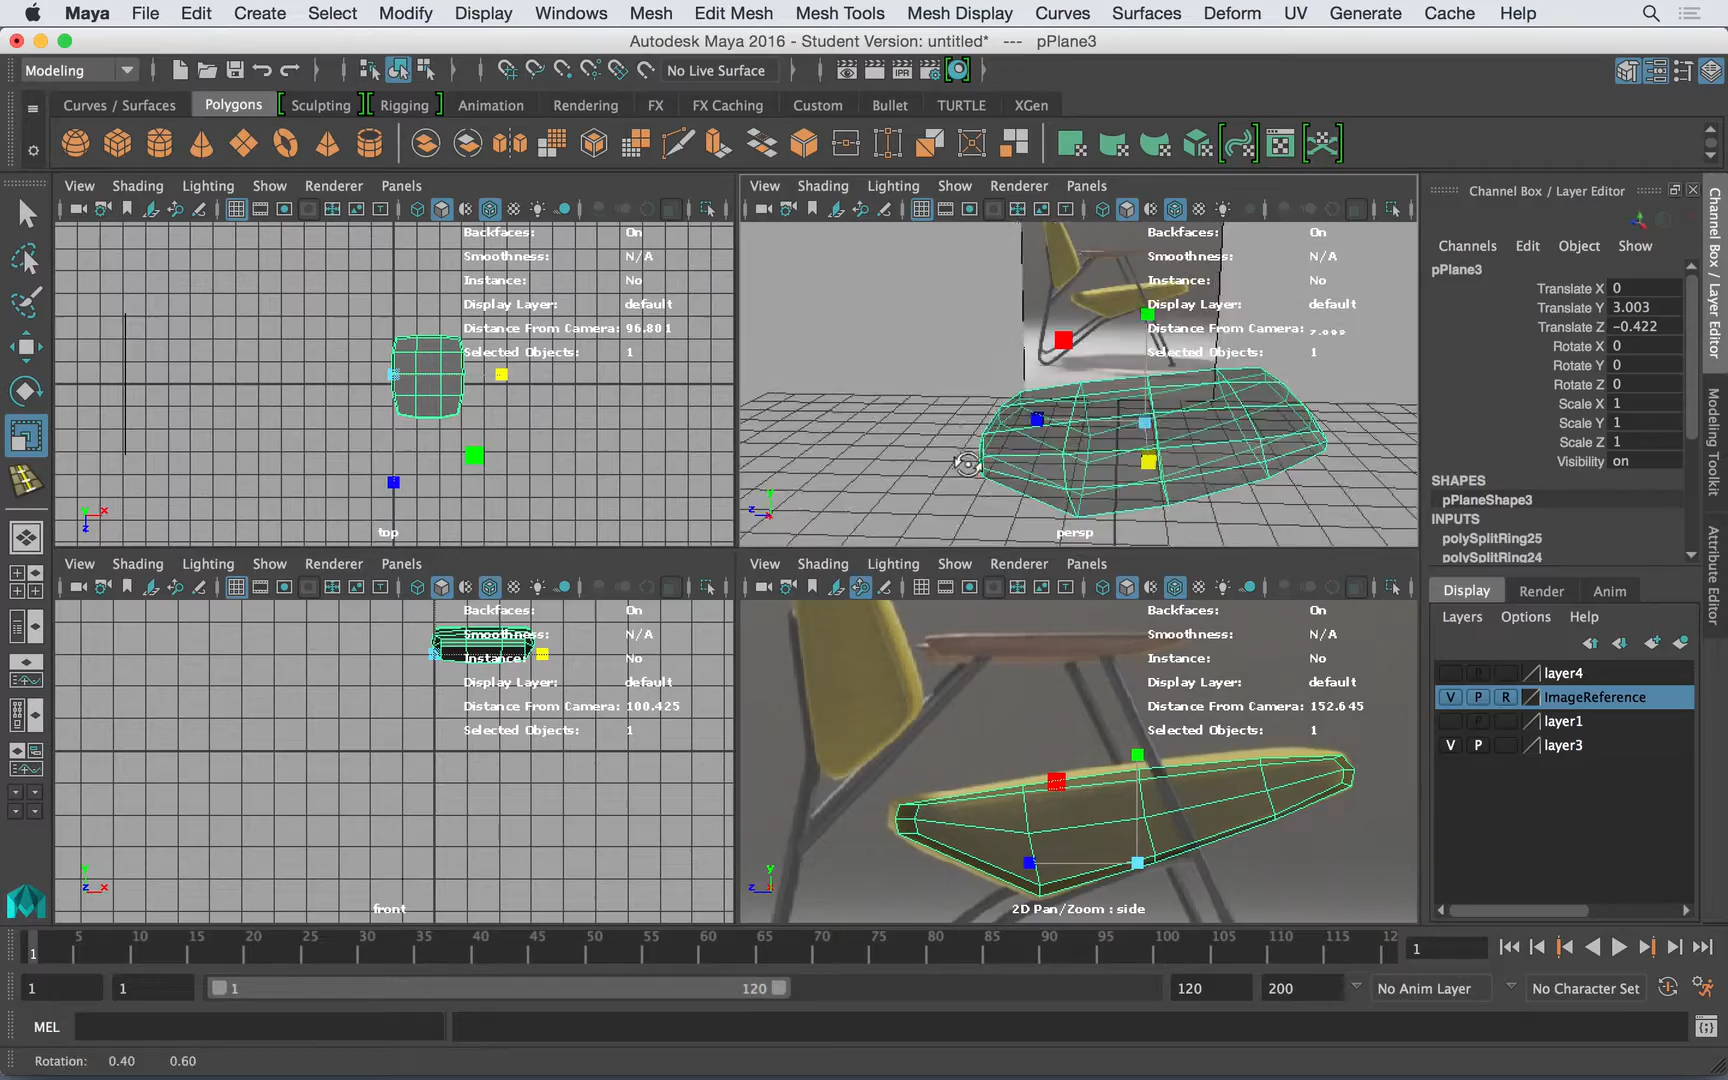 Maya File Edit Create Select Modify Display Windows Mesh Edit Mesh Mesh Tools Mesh Display Curves Surfaces Deform UV Generate Cache Help
Autodesk Maya 2016 - Student Version: untitled* --- pPlane3
Modeling No Live Surface IPR
Curves / Surfaces Polygons Sculpting Rigging Animation Rendering FX FX Caching Custom Bullet TURTLE XGen
View Shading Lighting Show Renderer Panels
Backfaces: On
Smoothness: N/A
Instance: No
Display Layer: default
Distance From Camera: 96.801
Selected Objects: 1
top
View Shading Lighting Show Renderer Panels
Backfaces: On
Smoothness: N/A
Instance: No
Display Layer: default
Distance From Camera:
Selected Objects: 1
persp
View Shading Lighting Show Renderer Panels
Backfaces: On
Smoothness: N/A
Instance: No
Display Layer: default
Distance From Camera: 100.425
Selected Objects: 1
front
View Shading Lighting Show Renderer Panels
Backfaces: On
Smoothness: N/A
Instance: No
Display Layer: default
Distance From Camera: 152.645
Selected Objects: 1
2D Pan/Zoom : side
Channel Box / Layer Editor
Channels Edit Object Show
pPlane3
Translate X 0
Translate Y 3.003
Translate Z -0.422
Rotate X 0
Rotate Y 0
Rotate Z 0
Scale X 1
Scale Y 1
Scale Z 1
Visibility on
SHAPES
pPlaneShape3
INPUTS
polySplitRing25
polySplitRing24
Display Render Anim
Layers Options Help
layer4
V P R ImageReference
layer1
V P layer3
Channel Box / Layer Editor
Modeling Toolkit
Attribute Editor
5 10 15 20 25 30 35 40 45 50 55 60 65 70 75 80 85 90 95 100 105 110 115 12
1 1
1 1 1 120 120 200 No Anim Layer No Character Set
MEL
Rotation: 0.40 0.60